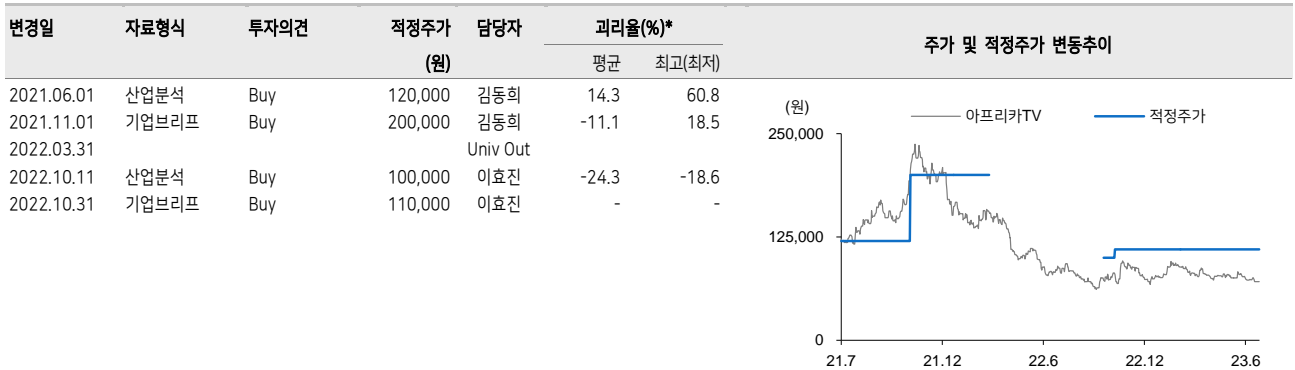 변경일 자료형식 투자의견 적정주가 담당자 괴리율(%)* 주가 및 적정주가 변동추이
(원) 평균 최고(최저)
2021.06.01 산업분석 Buy 120,000 김동희 14.3 60.8
2021.11.01 기업브리프 Buy 200,000 김동희 -11.1 18.5
2022.03.31 Univ Out
2022.10.11 산업분석 Buy 100,000 이효진 -24.3 -18.6
2022.10.31 기업브리프 Buy 110,000 이효진 - -
(원) 아프리카TV 적정주가
250,000
125,000
0
21.7 21.12 22.6 22.12 23.6